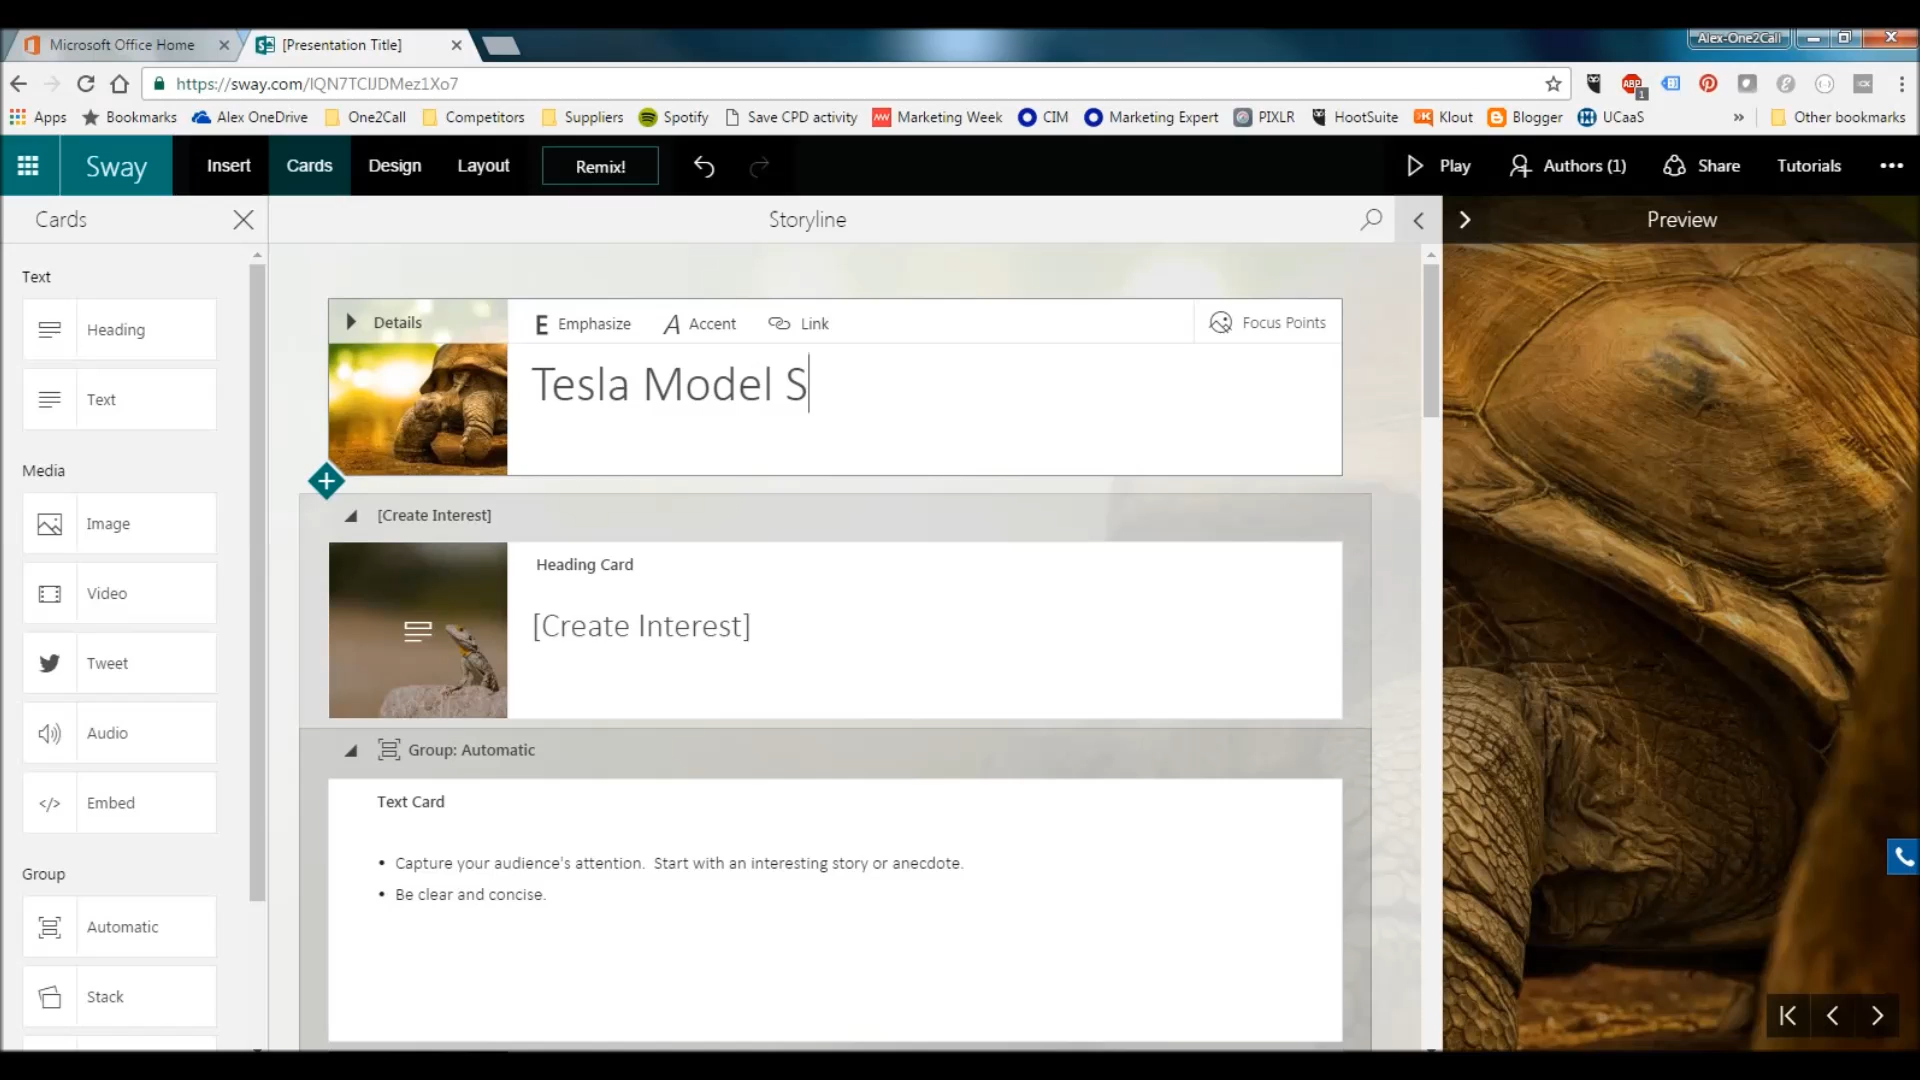 Microsoft Office Home
[Presentation Title]
Alex-One2Call
https://sway.com/lQN7TClJDMez1Xo7
ABP
1
Apps
Bookmarks
Alex OneDrive
One2Call
Competitors
Suppliers
Spotify
Save CPD activity
Marketing Week
CIM
Marketing Expert
PIXLR
HootSuite
Klout
Blogger
UCaaS
»
Other bookmarks
Sway
Insert
Cards
Design
Layout
Remix!
Play
Authors (1)
Share
Tutorials
Cards
Storyline
Preview
Text
Heading
Text
Media
Image
Video
Tweet
Audio
Embed
Group
Automatic
Stack
Details
E Emphasize
A Accent
Link
Focus Points
Tesla Model S
[Create Interest]
Heading Card
[Create Interest]
Group: Automatic
Text Card
• Capture your audience's attention. Start with an interesting story or anecdote.
• Be clear and concise.